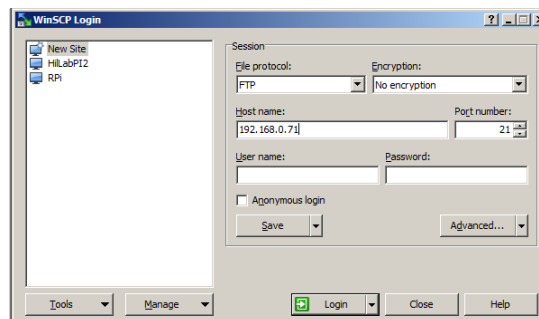 WinSCP Login
New Site
HilLabPI2
RPi
Session
File protocol:
Encryption:
FTP
No encryption
Host name:
Port number:
192.168.0.71
21
User name:
Password:
Anonymous login
Save
Advanced...
Tools
Manage
Login
Close
Help